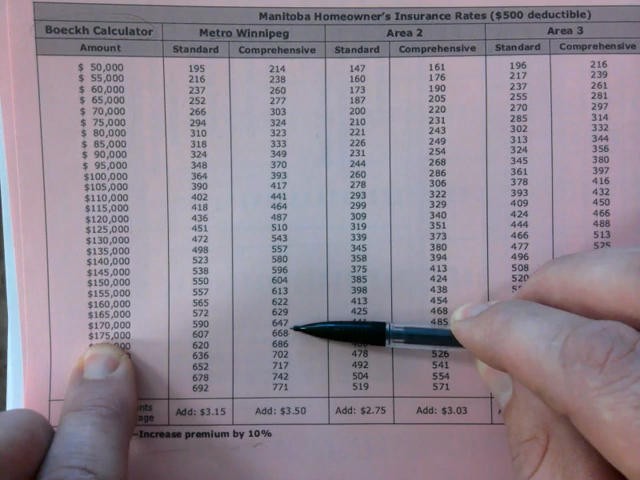 Manitoba Homeowner's Insurance Rates ($500 deductible)
Boeckh Calculator Metro Winnipeg Area 2 Area 3
Amount Standard Comprehensive Standard Comprehensive Standard Comprehensive
$ 50,000 195 214 147 161 196 216
$ 55,000 216 238 160 176 217 239
$ 60,000 237 260 173 190 237 261
$ 65,000 252 277 187 205 255 281
$ 70,000 266 303 200 220 270 297
$ 75,000 294 324 210 231 285 314
$ 80,000 310 323 221 243 302 332
$ 85,000 318 333 226 249 313 344
$ 90,000 324 349 231 254 324 356
$ 95,000 348 370 244 268 345 380
$100,000 364 393 260 286 361 397
$105,000 390 417 278 306 378 416
$110,000 402 441 293 322 393 432
$115,000 418 464 299 329 409 450
$120,000 436 487 309 340 424 466
$125,000 451 510 319 351 444 488
$130,000 472 543 339 373 466 513
$135,000 498 557 345 380 477 525
$140,000 523 580 358 394 496
$145,000 538 596 375 413 508
$150,000 550 604 385 424 520
$155,000 557 613 398 438
$160,000 565 622 413 454
$165,000 572 629 425 468
$170,000 590 647 485
$175,000 607 668
620 686
636 702 478 526
652 717 492 541
678 742 504 554
692 771 519 571
Add: $3.15 Add: $3.50 Add: $2.75 Add: $3.03
—Increase premium by 10%